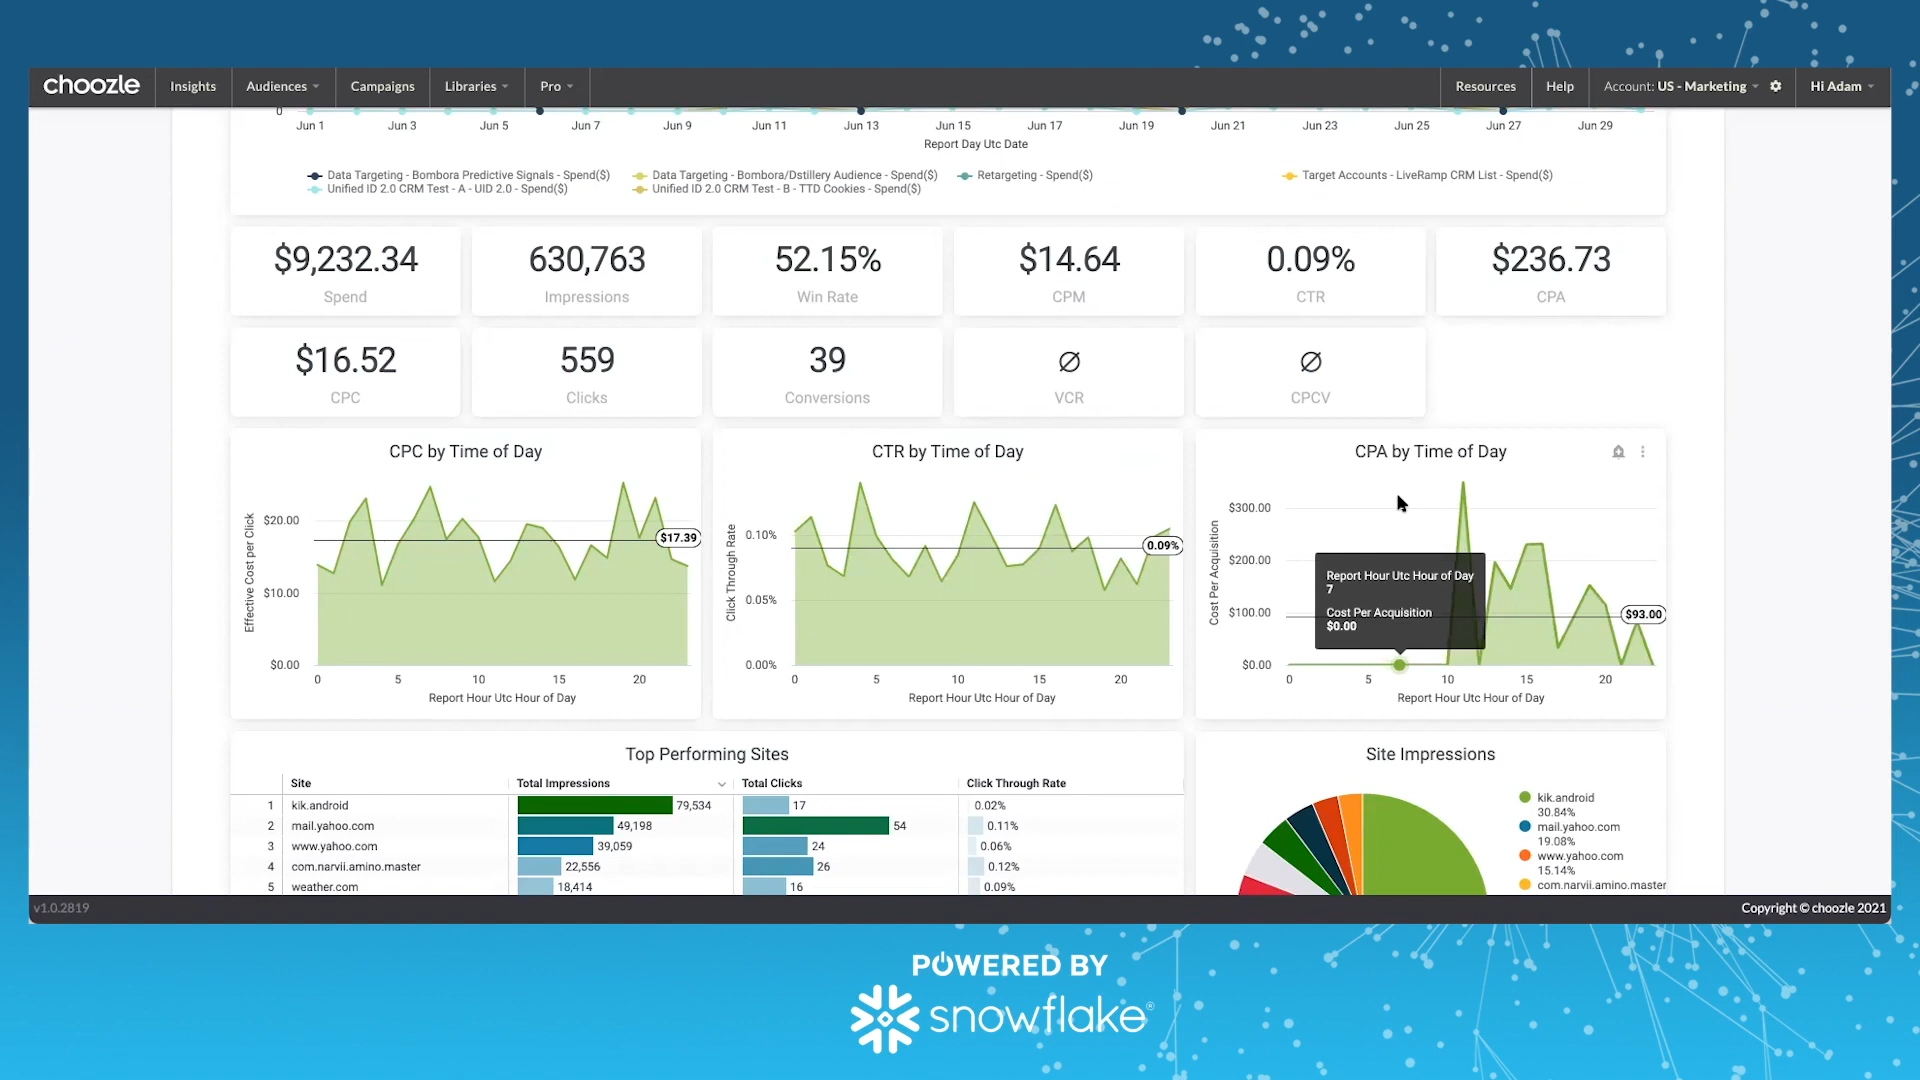 choozle Insights Audiences Campaigns Libraries Pro Resources Help Account: US - Marketing Hi Adam
0
Jun 1 Jun 3 Jun 5 Jun 7 Jun 9 Jun 11 Jun 13 Jun 15 Jun 17 Jun 19 Jun 21 Jun 23 Jun 25 Jun 27 Jun 29
Report Day Utc Date
Data Targeting - Bombora Predictive Signals - Spend($) Data Targeting - Bombora/Dstillery Audience - Spend($) Retargeting - Spend($) Target Accounts - LiveRamp CRM List - Spend($)
Unified ID 2.0 CRM Test - A - UID 2.0 - Spend($) Unified ID 2.0 CRM Test - B - TTD Cookies - Spend($)
$9,232.34 630,763 52.15% $14.64 0.09% $236.73
Spend Impressions Win Rate CPM CTR CPA
$16.52 559 39 Ø Ø
CPC Clicks Conversions VCR CPCV
CPC by Time of Day
Effective Cost per Click
$20.00
$10.00
$0.00
$17.39
0 5 10 15 20
Report Hour Utc Hour of Day
CTR by Time of Day
Click Through Rate
0.10%
0.05%
0.00%
0.09%
0 5 10 15 20
Report Hour Utc Hour of Day
CPA by Time of Day
Cost Per Acquisition
$300.00
$200.00
$100.00
$0.00
Report Hour Utc Hour of Day
7
Cost Per Acquisition
$0.00
$93.00
0 5 10 15 20
Report Hour Utc Hour of Day
Top Performing Sites
Site Total Impressions Total Clicks Click Through Rate
1 kik.android 79,534 17 0.02%
2 mail.yahoo.com 49,198 54 0.11%
3 www.yahoo.com 39,059 24 0.06%
4 com.narvii.amino.master 22,556 26 0.12%
5 weather.com 18,414 16 0.09%
Site Impressions
kik.android
30.84%
mail.yahoo.com
19.08%
www.yahoo.com
15.14%
com.narvii.amino.master
v1.0.2819 Copyright © choozle 2021
POWERED BY
snowflake®